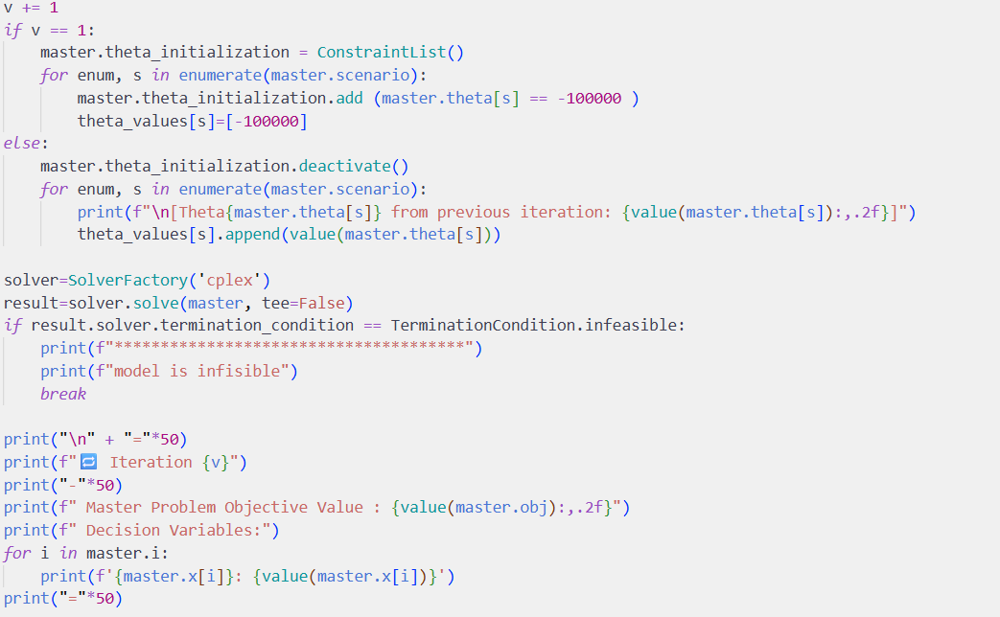 v += 1
if v == 1:
    master.theta_initialization = ConstraintList()
    for enum, s in enumerate(master.scenario):
        master.theta_initialization.add (master.theta[s] == -100000 )
        theta_values[s]=[-100000]
else:
    master.theta_initialization.deactivate()
    for enum, s in enumerate(master.scenario):
        print(f"\n[Theta{master.theta[s]} from previous iteration: {value(master.theta[s]):,.2f}]")
        theta_values[s].append(value(master.theta[s]))

solver=SolverFactory('cplex')
result=solver.solve(master, tee=False)
if result.solver.termination_condition == TerminationCondition.infeasible:
    print(f"**************************************")
    print(f"model is infisible")
    break

print("\n" + "="*50)
print(f"🔁 Iteration {v}")
print("-"*50)
print(f" Master Problem Objective Value : {value(master.obj):,.2f}")
print(f" Decision Variables:")
for i in master.i:
    print(f'{master.x[i]}: {value(master.x[i])}')
print("="*50)